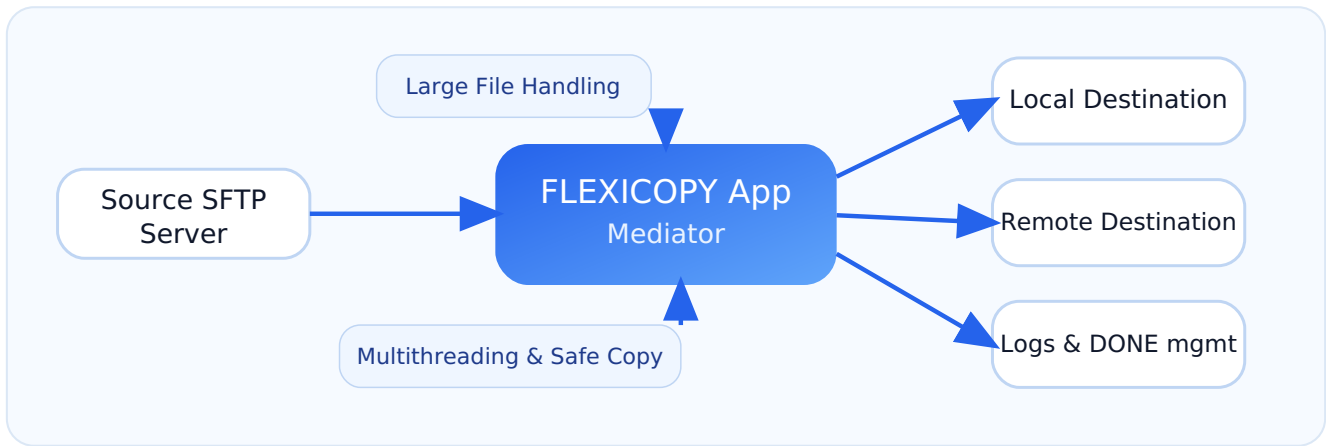 Large File Handling
Source SFTP
Server
FLEXICOPY App
Mediator
Multithreading & Safe Copy
Local Destination
Remote Destination
Logs & DONE mgmt